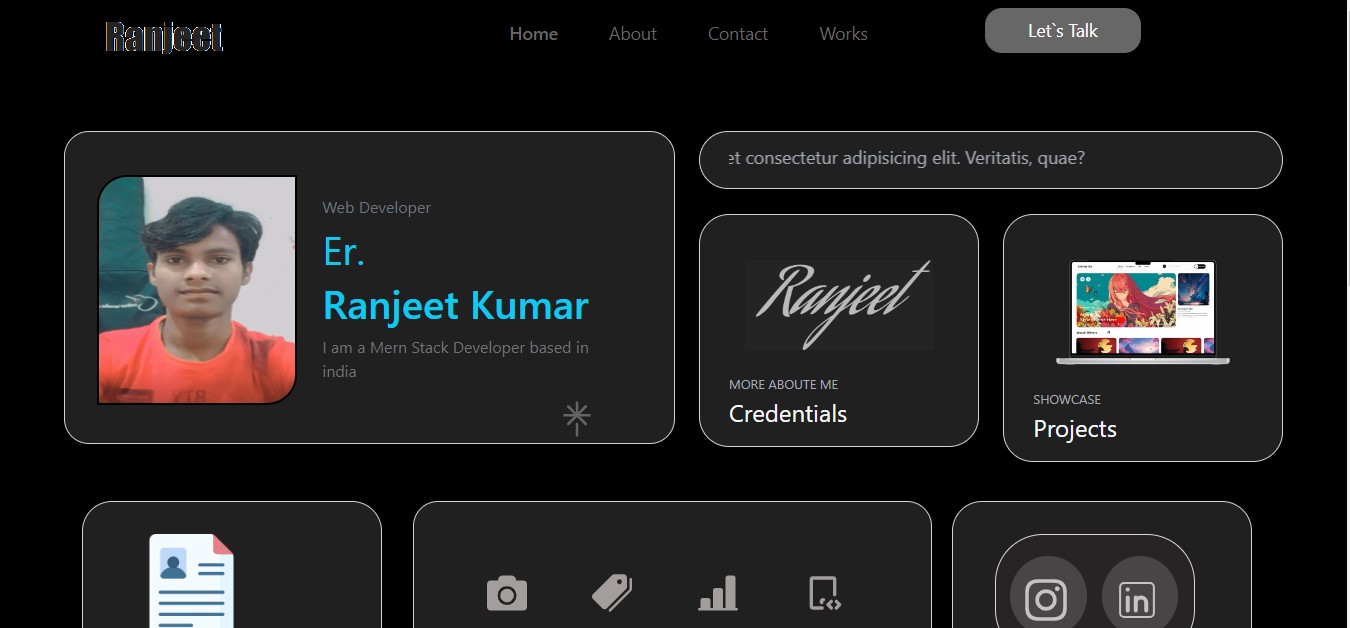 Ranjeet
Home
About
Contact
Works
Let`s Talk
et consectetur adipisicing elit. Veritatis, quae?
Web Developer
Er.
Ranjeet Kumar
I am a Mern Stack Developer based in
india
Ranjeet
MORE ABOUTE ME
Credentials
SHOWCASE
Projects
in